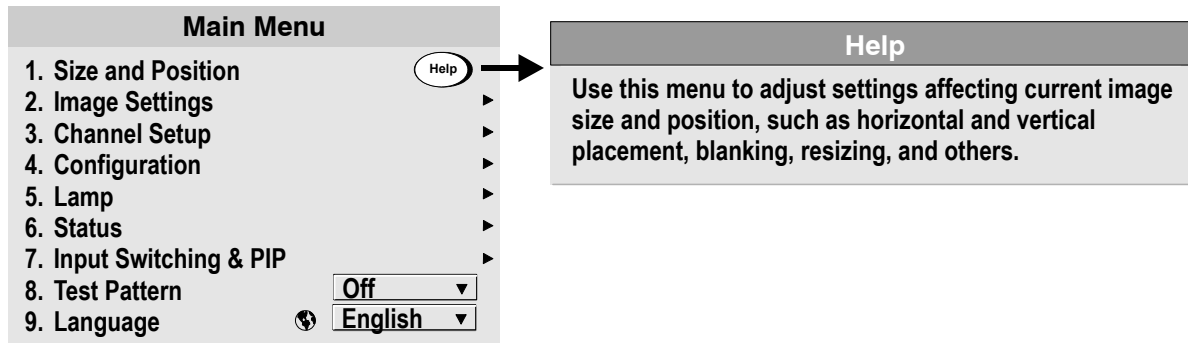 Main Menu
1. Size and Position
Help
2. Image Settings
3. Channel Setup
4. Configuration
5. Lamp
6. Status
7. Input Switching & PIP
8. Test Pattern Off
9. Language English
Help
Use this menu to adjust settings affecting current image
size and position, such as horizontal and vertical
placement, blanking, resizing, and others.